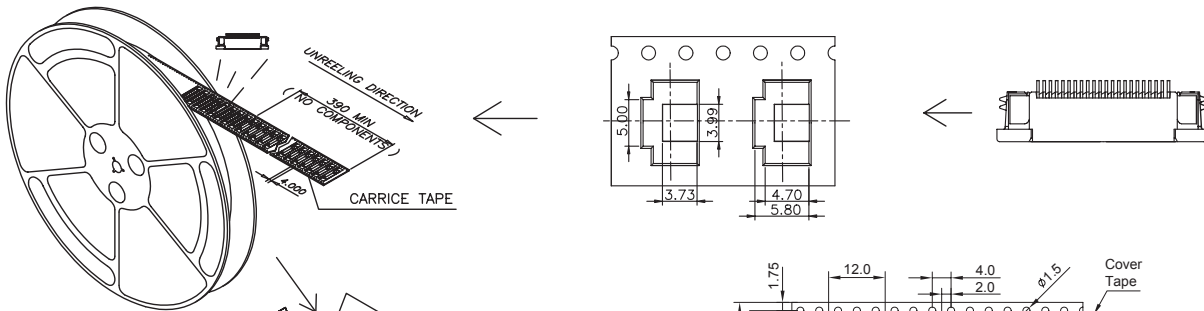 UNREELING DIRECTION
390 MIN
(NO COMPONENTS)
4.000
CARRICE TAPE
5.00
3.99
3.73
4.70
5.80
1.75
12.0
4.0
2.0
ø1.5
Cover
Tape